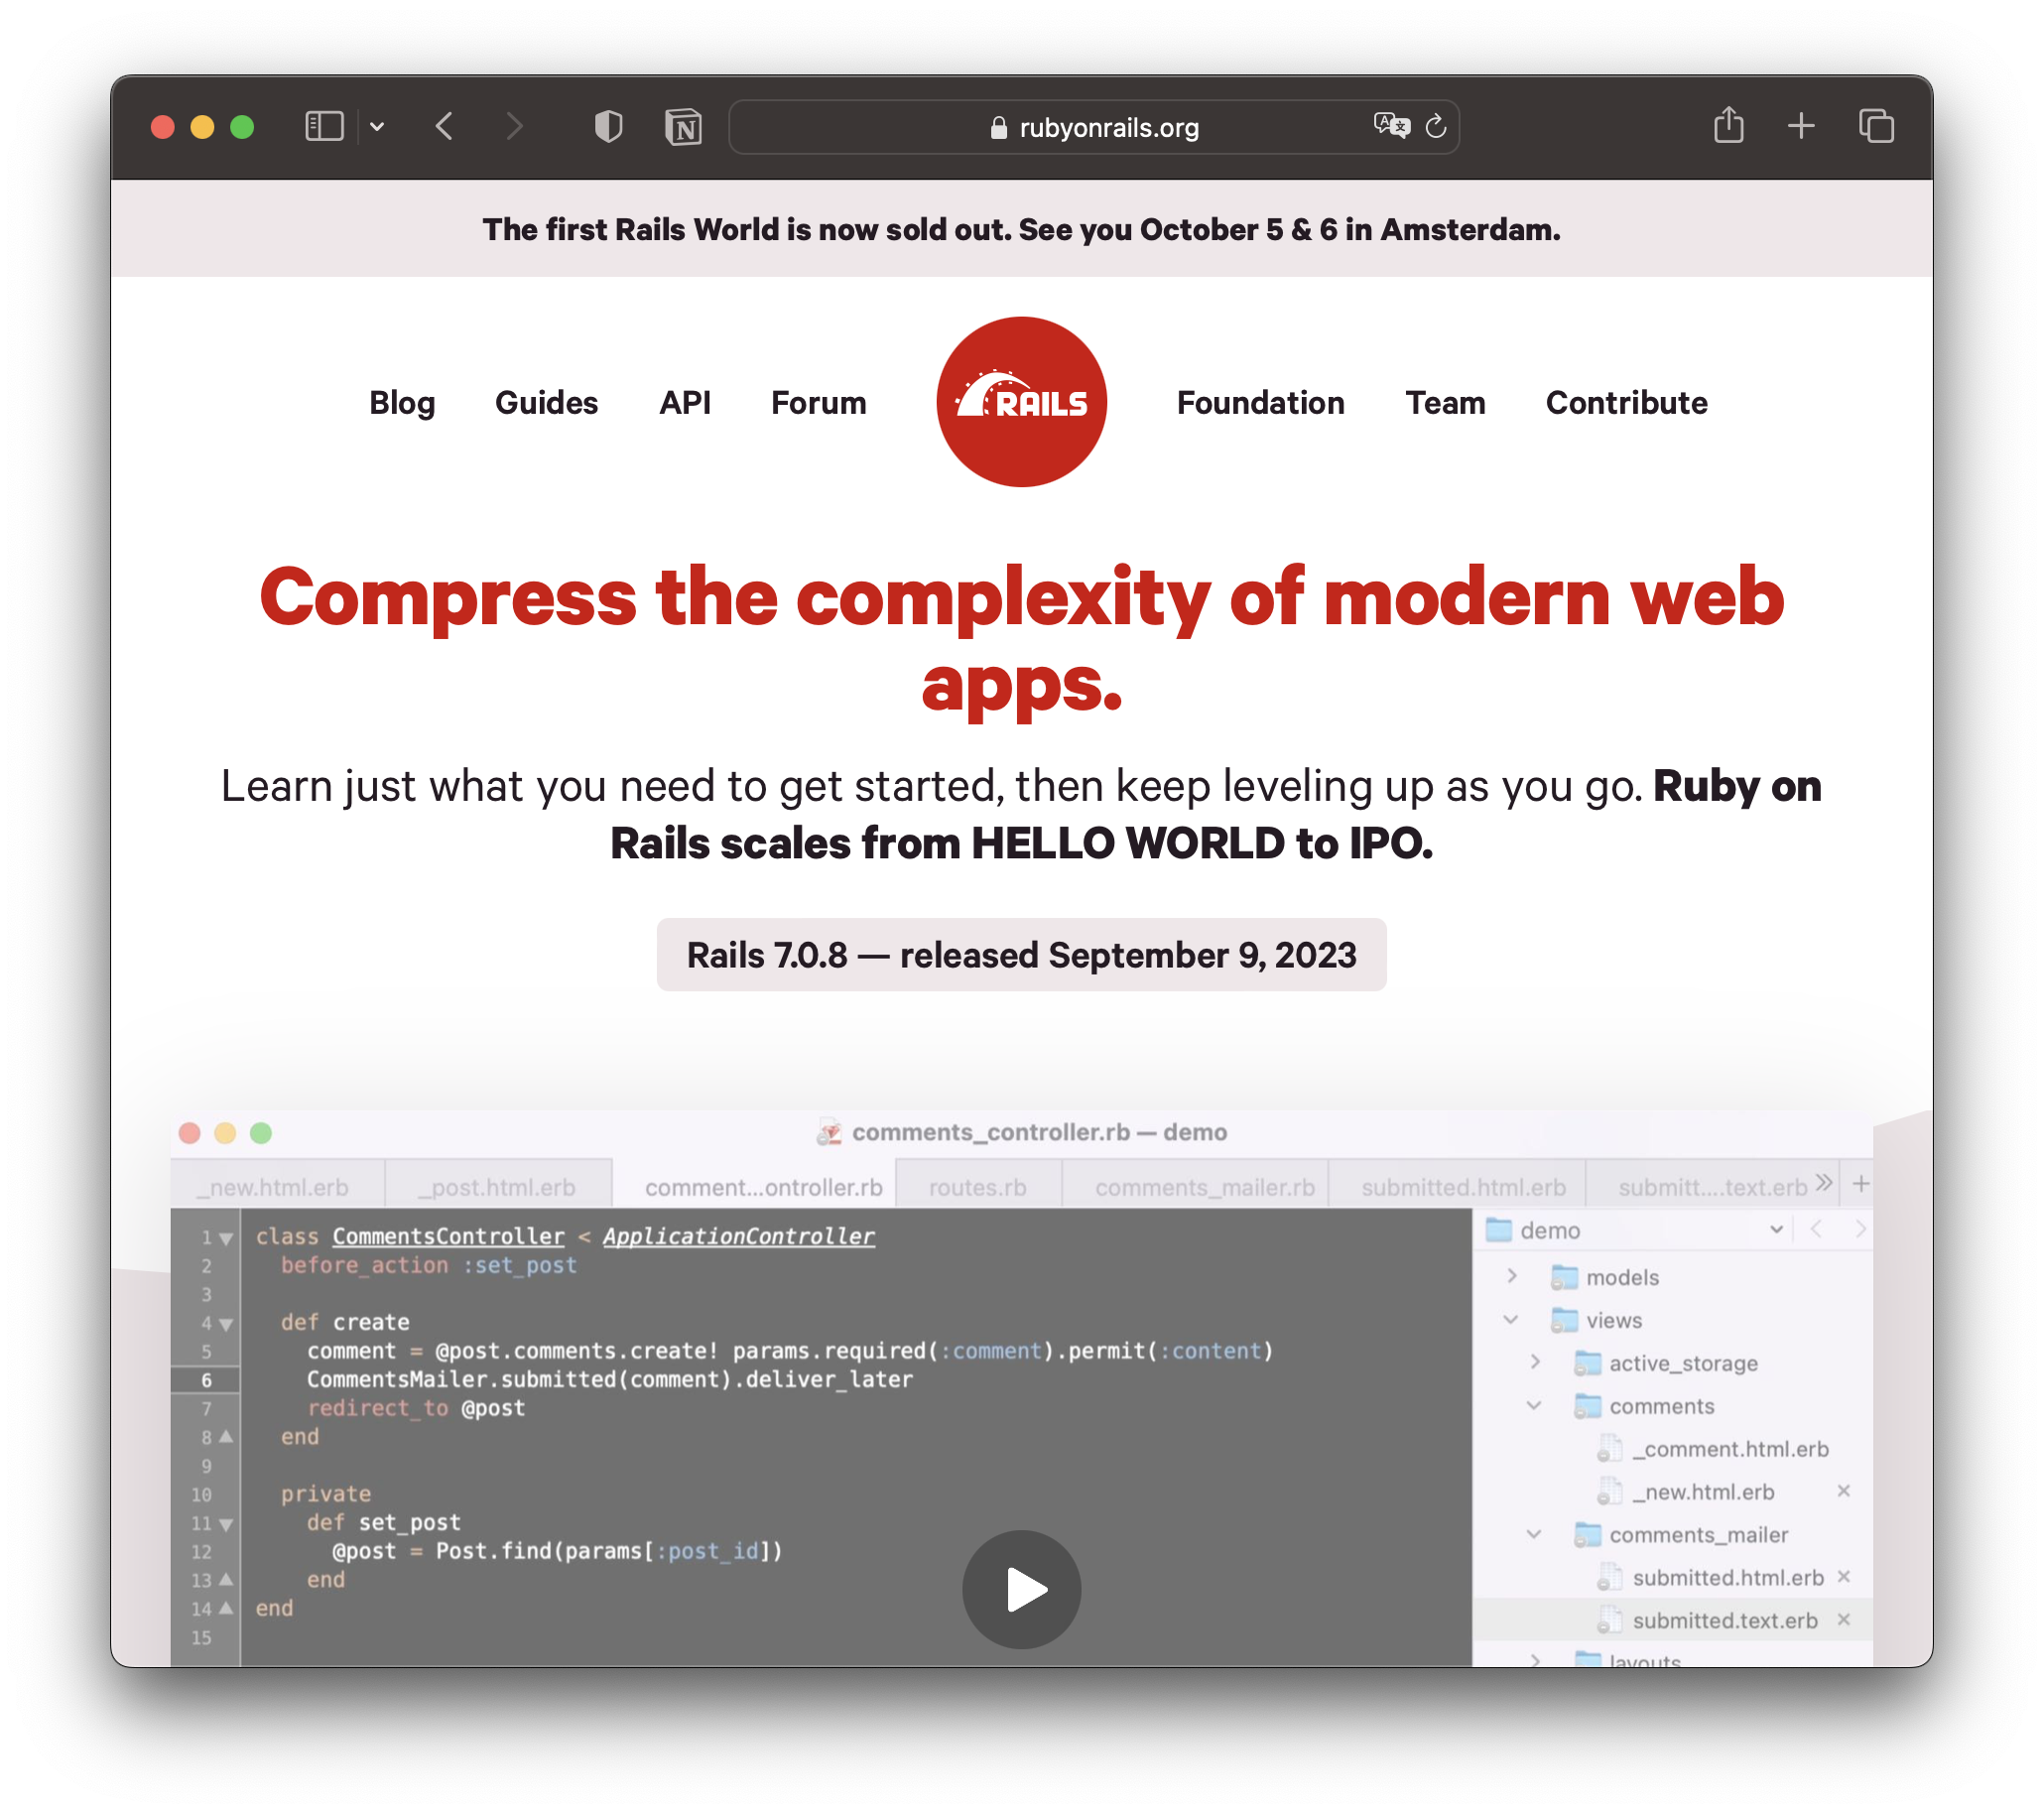 rubyonrails.org
The first Rails World is now sold out. See you October 5 & 6 in Amsterdam.
Blog Guides API Forum RAILS Foundation Team Contribute
Compress the complexity of modern web
apps.
Learn just what you need to get started, then keep leveling up as you go. Ruby on
Rails scales from HELLO WORLD to IPO.
Rails 7.0.8 — released September 9, 2023
comments_controller.rb — demo
_new.html.erb _post.html.erb comment...ontroller.rb routes.rb comments_mailer.rb submitted.html.erb submitt....text.erb
1 class CommentsController < ApplicationController
2 before_action :set_post
3
4 def create
5 comment = @post.comments.create! params.required(:comment).permit(:content)
6 CommentsMailer.submitted(comment).deliver_later
7 redirect_to @post
8 end
9
10 private
11 def set_post
12 @post = Post.find(params[:post_id])
13 end
14 end
15
demo
models
views
active_storage
comments
_comment.html.erb
_new.html.erb
comments_mailer
submitted.html.erb
submitted.text.erb
layouts